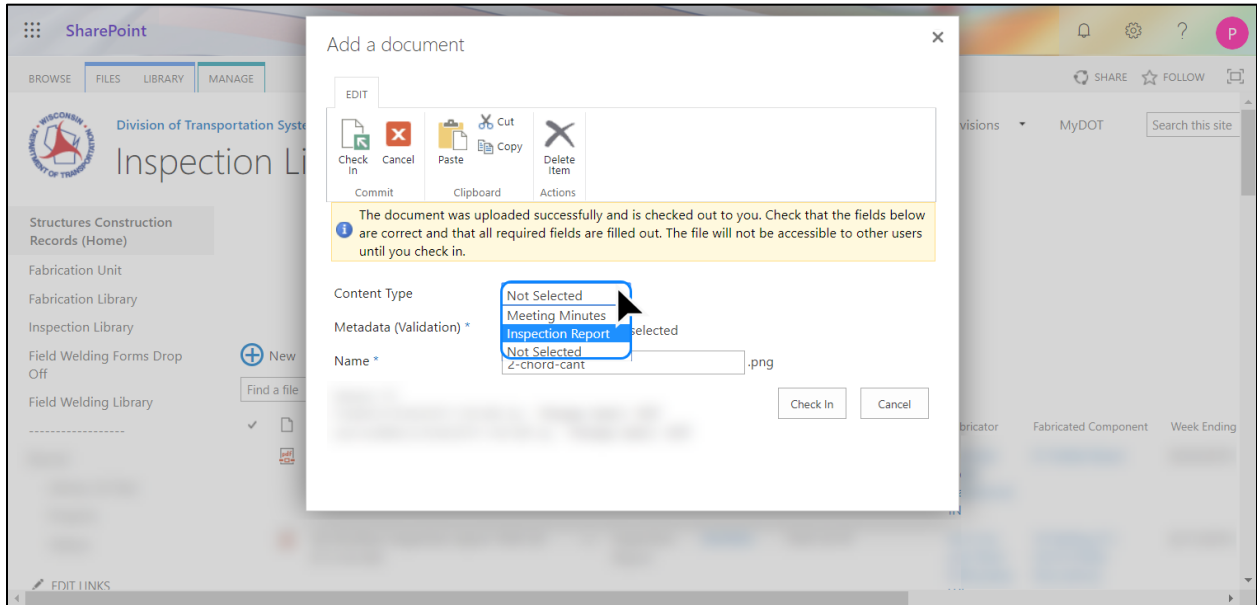 SharePoint
P
BROWSE FILES LIBRARY MANAGE
SHARE FOLLOW
WISCONSIN
DEPARTMENT OF TRANSPORTATION
Division of Transportation Syste
visions MyDOT Search this site
Inspection Li
Structures Construction
Records (Home)
Fabrication Unit
Fabrication Library
Inspection Library
Field Welding Forms Drop
Off
Field Welding Library
------------------
EDIT LINKS
New
Find a file
Add a document
EDIT
Check
In
Cancel
Paste
Cut
Copy
Delete
Item
Commit Clipboard Actions
The document was uploaded successfully and is checked out to you. Check that the fields below
are correct and that all required fields are filled out. The file will not be accessible to other users
until you check in.
Content Type Not Selected
Meeting Minutes
Metadata (Validation) * Inspection Report selected
Not Selected
Name * 2-chord-cant .png
Check In Cancel
bricator Fabricated Component Week Ending
pdf
IN